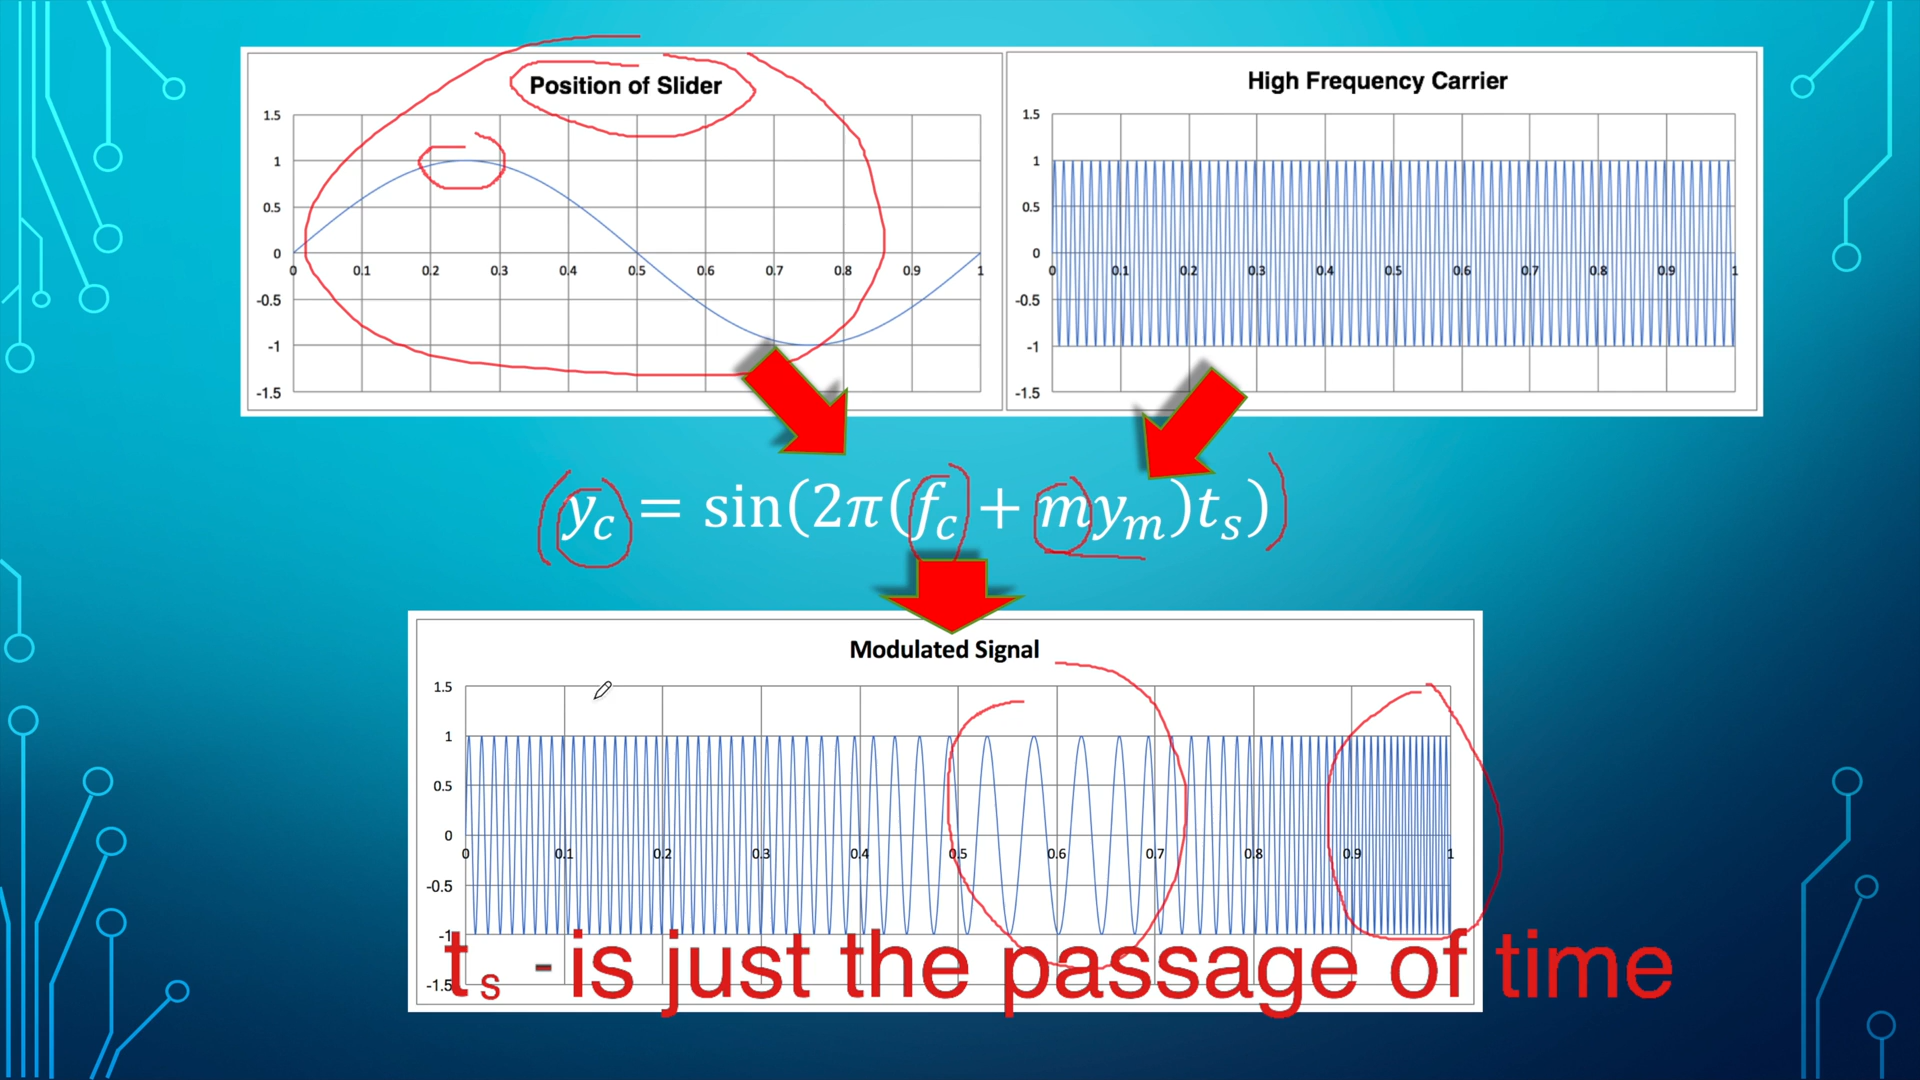 Position of Slider
1.5
1
0.5
0
-0.5
-1
-1.5
0 0.1 0.2 0.3 0.4 0.5 0.6 0.7 0.8 0.9 1
High Frequency Carrier
1.5
1
0.5
0
-0.5
-1
-1.5
0 0.1 0.2 0.3 0.4 0.5 0.6 0.7 0.8 0.9 1
y_c = sin(2π(f_c + my_m)t_s)
Modulated Signal
1.5
1
0.5
0
-0.5
-1
-1.5
0 0.1 0.2 0.3 0.4 0.5 0.6 0.7 0.8 0.9 1
t_s - is just the passage of time